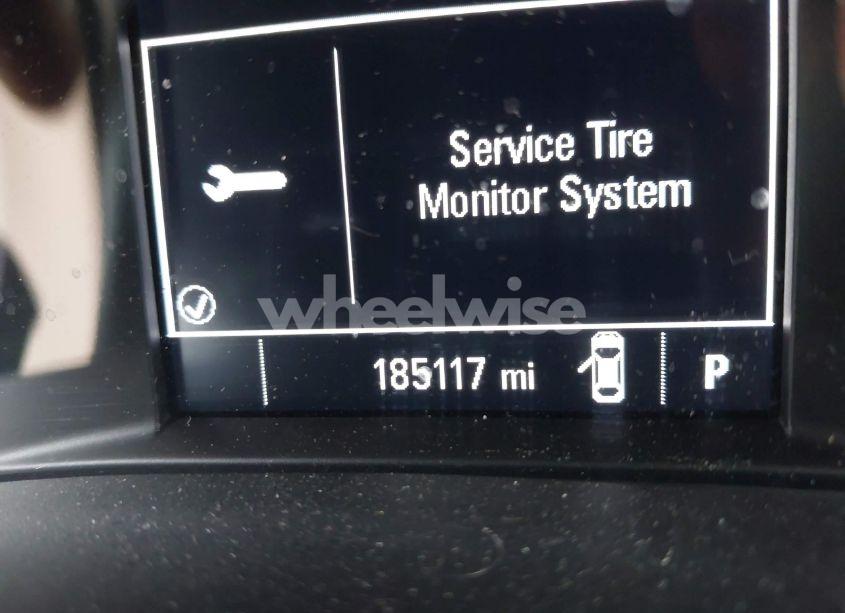 Service Tire
Monitor System
wheelwise
185117 mi P